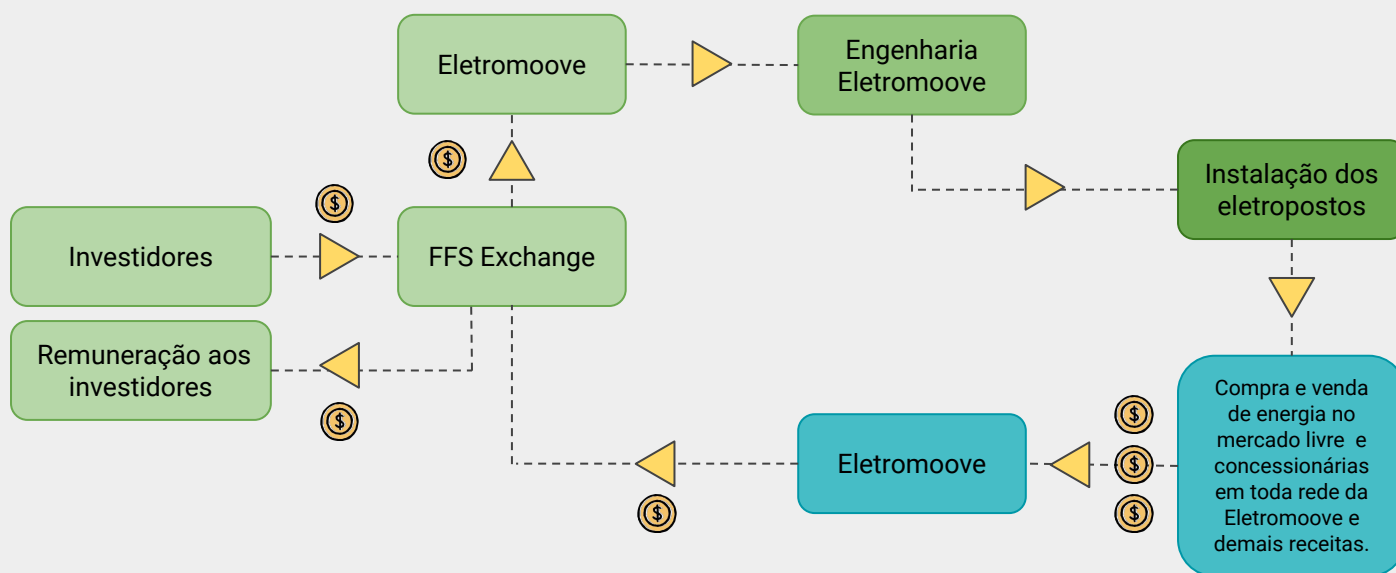 Eletromoove
Engenharia
Eletromoove
Instalação dos
eletropostos
Investidores
FFS Exchange
Remuneração aos
investidores
Eletromoove
Compra e venda
de energia no
mercado livre e
concessionárias
em toda rede da
Eletromoove e
demais receitas.
$
$
$
$
$
$
$